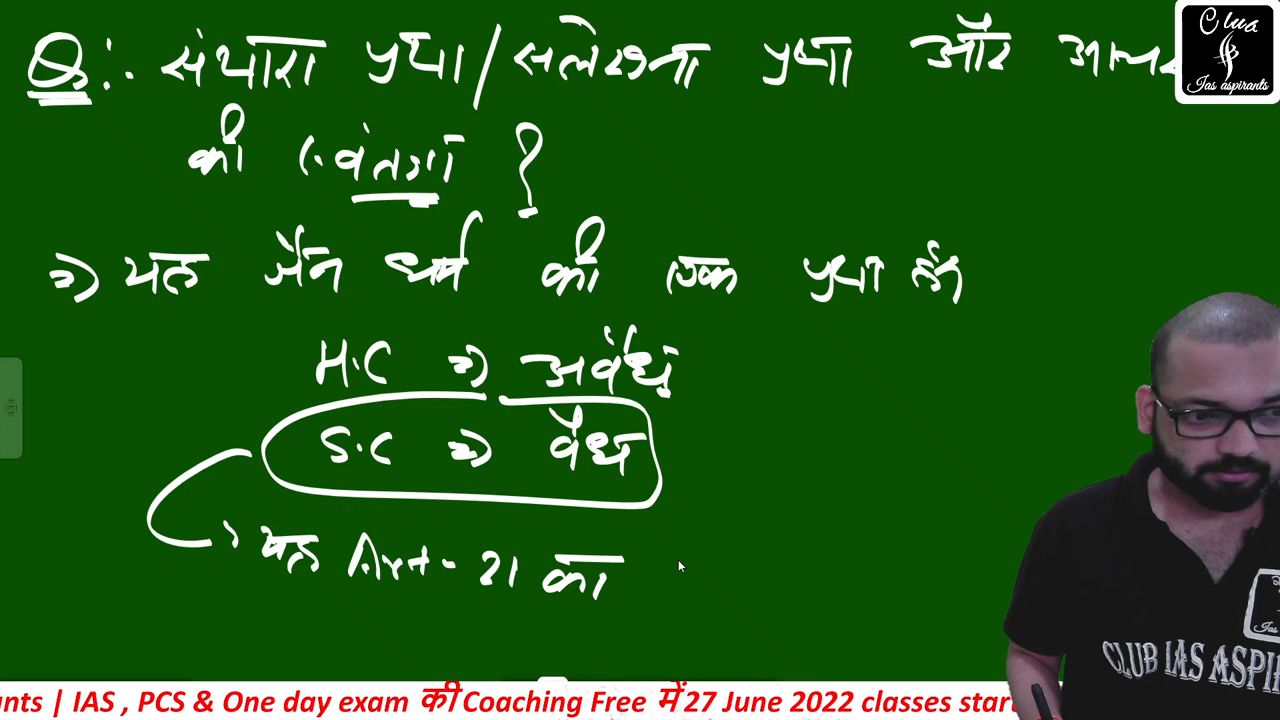 Q:- संथारा प्रथा / सलेखना प्रथा और
की स्वतंत्रता ?
⇒ यह जैन धर्म की एक प्रथा है।
H.C ⇒ अवैध
S.C ⇒ वैध
यह Art-21 का
Club
Ias aspirants
CLUB IAS ASPI
nts | IAS , PCS & One day exam की Coaching Free में 27 June 2022 classes star